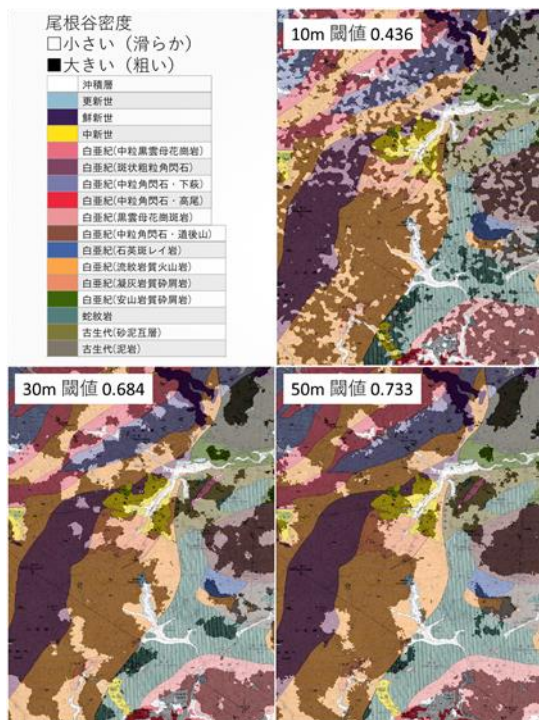 尾根谷密度
□小さい（滑らか）
■大きい（粗い）
沖積層
更新世
鮮新世
中新世
白亜紀(中粒黒雲母花崗岩)
白亜紀(斑状粗粒角閃石)
白亜紀(中粒角閃石・下萩)
白亜紀(中粒角閃石・高尾)
白亜紀(黒雲母花崗斑岩)
白亜紀(中粒角閃石・道後山)
白亜紀(石英斑レイ岩)
白亜紀(流紋岩質火山岩)
白亜紀(凝灰岩質砕屑岩)
白亜紀(安山岩質砕屑岩)
蛇紋岩
古生代(砂泥互層)
古生代(泥岩)
10m 閾値 0.436
30m 閾値 0.684
50m 閾値 0.733